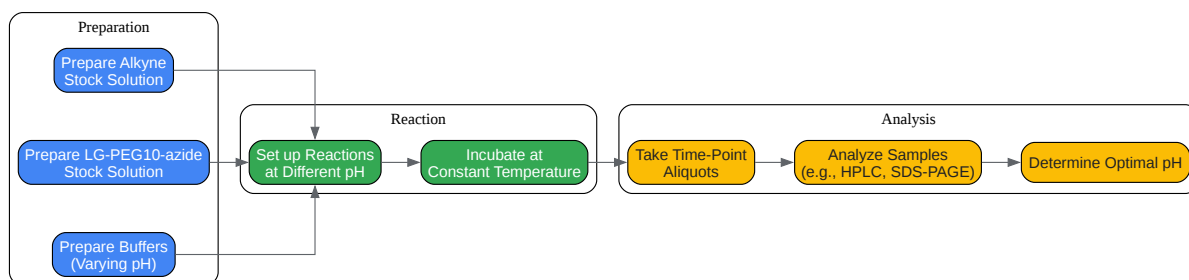 Preparation
Prepare Alkyne
Stock Solution
Prepare LG-PEG10-azide
Stock Solution
Prepare Buffers
(Varying pH)
Reaction
Set up Reactions
at Different pH
Incubate at
Constant Temperature
Analysis
Take Time-Point
Aliquots
Analyze Samples
(e.g., HPLC, SDS-PAGE)
Determine Optimal pH